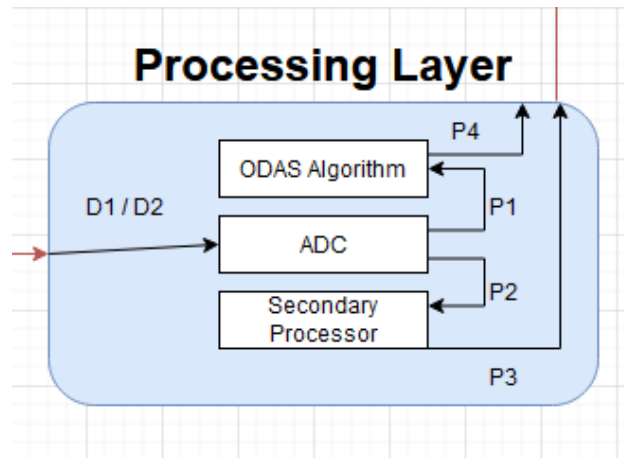 Processing Layer
P4
ODAS Algorithm
D1 / D2
P1
ADC
P2
Secondary
Processor
P3